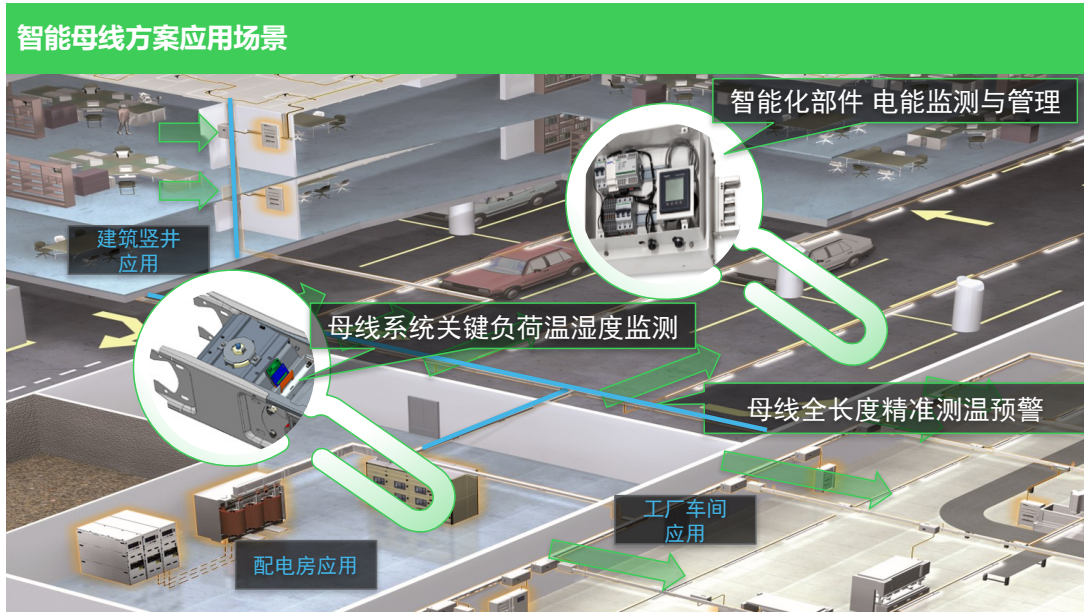 智能母线方案应用场景
智能化部件 电能监测与管理
建筑竖井
应用
母线系统关键负荷温湿度监测
母线全长度精准测温预警
工厂车间
应用
配电房应用